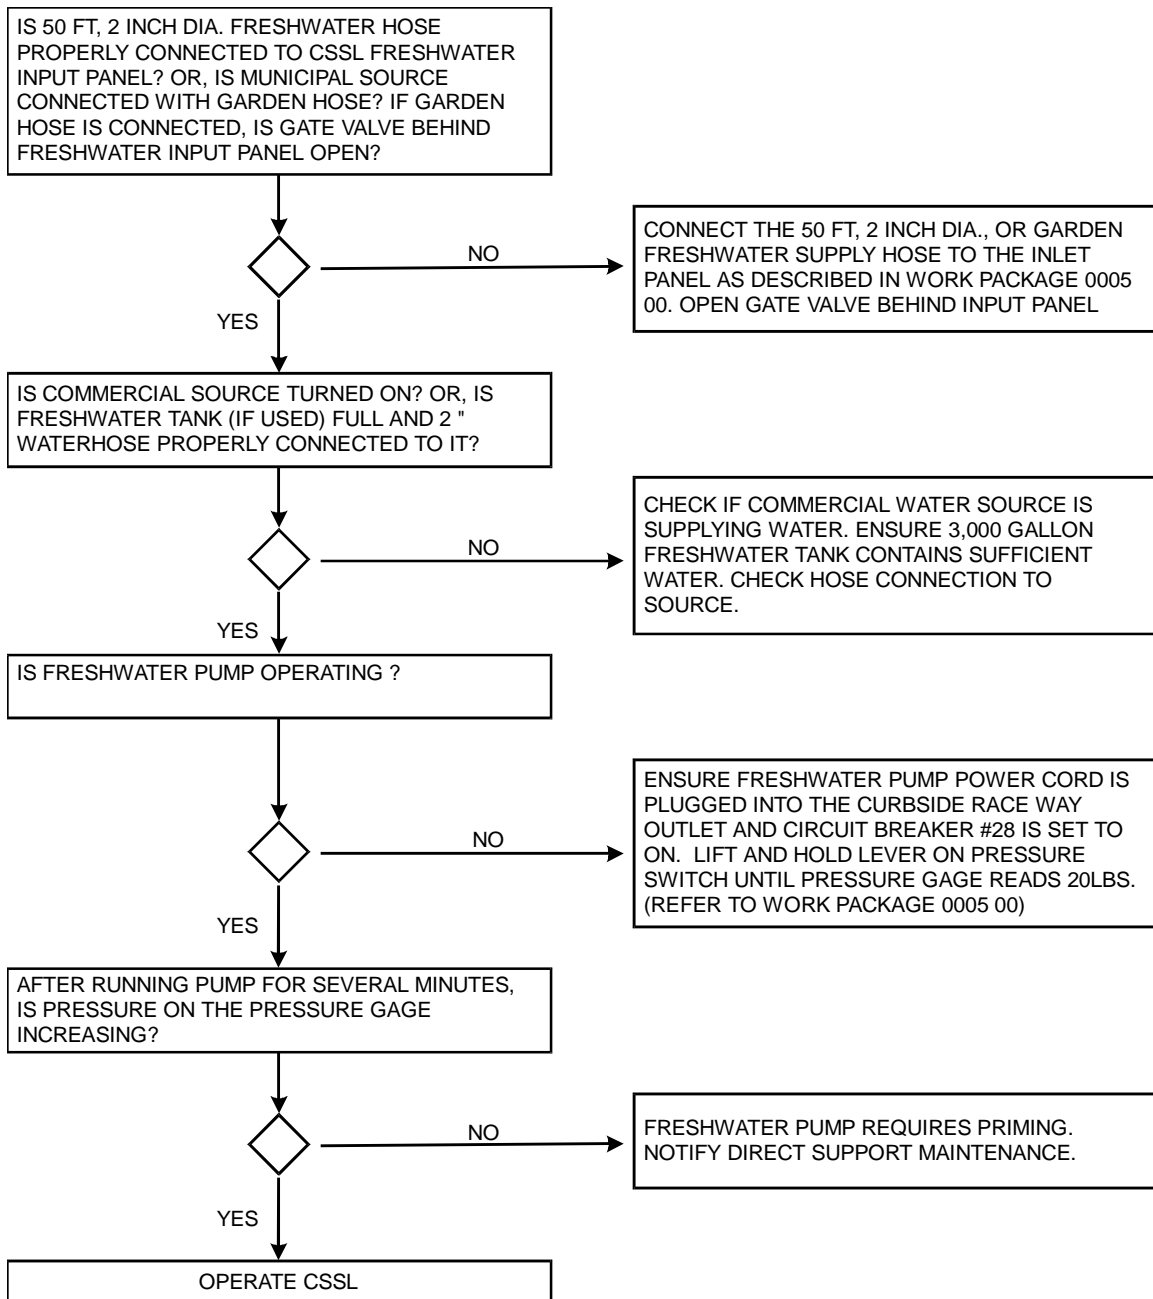 IS 50 FT, 2 INCH DIA. FRESHWATER HOSE
PROPERLY CONNECTED TO CSSL FRESHWATER
INPUT PANEL? OR, IS MUNICIPAL SOURCE
CONNECTED WITH GARDEN HOSE? IF GARDEN
HOSE IS CONNECTED, IS GATE VALVE BEHIND
FRESHWATER INPUT PANEL OPEN?
NO
CONNECT THE 50 FT, 2 INCH DIA., OR GARDEN
FRESHWATER SUPPLY HOSE TO THE INLET
PANEL AS DESCRIBED IN WORK PACKAGE 0005
00. OPEN GATE VALVE BEHIND INPUT PANEL
YES
IS COMMERCIAL SOURCE TURNED ON? OR, IS
FRESHWATER TANK (IF USED) FULL AND 2 "
WATERHOSE PROPERLY CONNECTED TO IT?
NO
CHECK IF COMMERCIAL WATER SOURCE IS
SUPPLYING WATER. ENSURE 3,000 GALLON
FRESHWATER TANK CONTAINS SUFFICIENT
WATER. CHECK HOSE CONNECTION TO
SOURCE.
YES
IS FRESHWATER PUMP OPERATING ?
NO
ENSURE FRESHWATER PUMP POWER CORD IS
PLUGGED INTO THE CURBSIDE RACE WAY
OUTLET AND CIRCUIT BREAKER #28 IS SET TO
ON.  LIFT AND HOLD LEVER ON PRESSURE
SWITCH UNTIL PRESSURE GAGE READS 20LBS.
(REFER TO WORK PACKAGE 0005 00)
YES
AFTER RUNNING PUMP FOR SEVERAL MINUTES,
IS PRESSURE ON THE PRESSURE GAGE
INCREASING?
NO
FRESHWATER PUMP REQUIRES PRIMING.
NOTIFY DIRECT SUPPORT MAINTENANCE.
YES
OPERATE CSSL